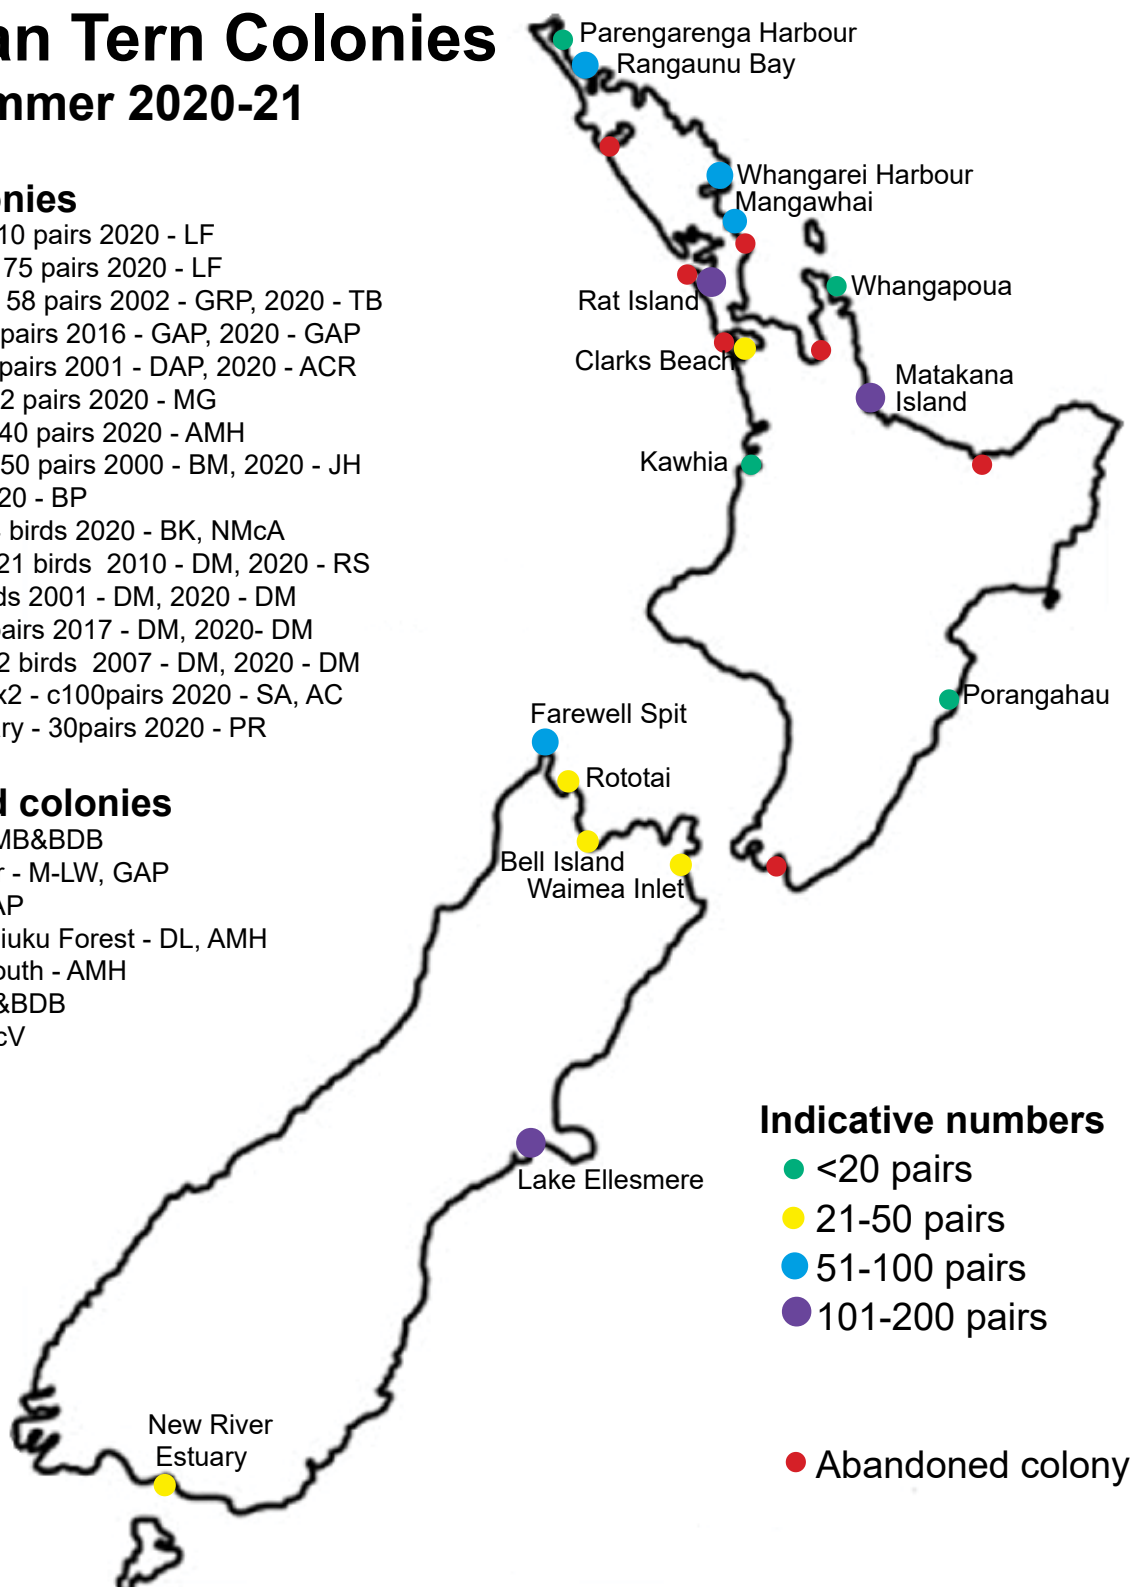 an Tern Colonies
mmer 2020-21
onies
10 pairs 2020 - LF
75 pairs 2020 - LF
58 pairs 2002 - GRP, 2020 - TB
pairs 2016 - GAP, 2020 - GAP
pairs 2001 - DAP, 2020 - ACR
2 pairs 2020 - MG
40 pairs 2020 - AMH
50 pairs 2000 - BM, 2020 - JH
20 - BP
birds 2020 - BK, NMcA
21 birds 2010 - DM, 2020 - RS
ds 2001 - DM, 2020 - DM
pairs 2017 - DM, 2020- DM
2 birds 2007 - DM, 2020 - DM
x2 - c100pairs 2020 - SA, AC
ary - 30pairs 2020 - PR
d colonies
MB&BDB
r - M-LW, GAP
AP
iuku Forest - DL, AMH
outh - AMH
&BDB
cV
Parengarenga Harbour
Rangaunu Bay
Whangarei Harbour
Mangawhai
Whangapoua
Rat Island
Clarks Beach
Matakana
Island
Kawhia
Porangahau
Farewell Spit
Rototai
Bell Island
Waimea Inlet
Lake Ellesmere
New River
Estuary
Indicative numbers
<20 pairs
21-50 pairs
51-100 pairs
101-200 pairs
Abandoned colony